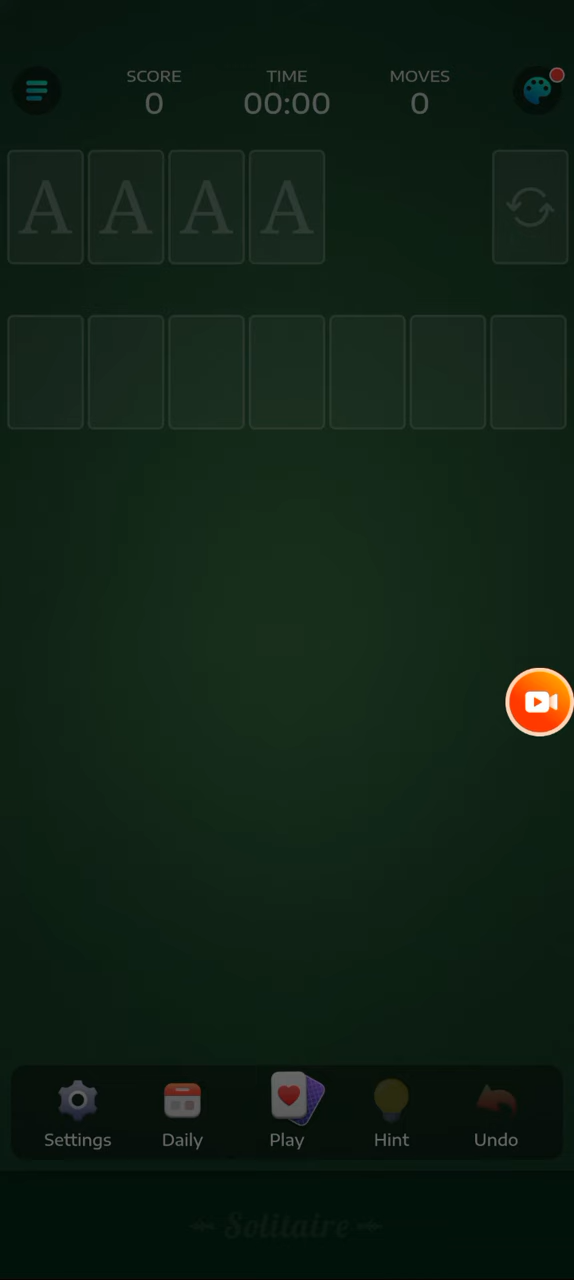 SCORE TIME MOVES
0 00:00 0
A A A A
Settings Daily Play Hint Undo
Solitaire